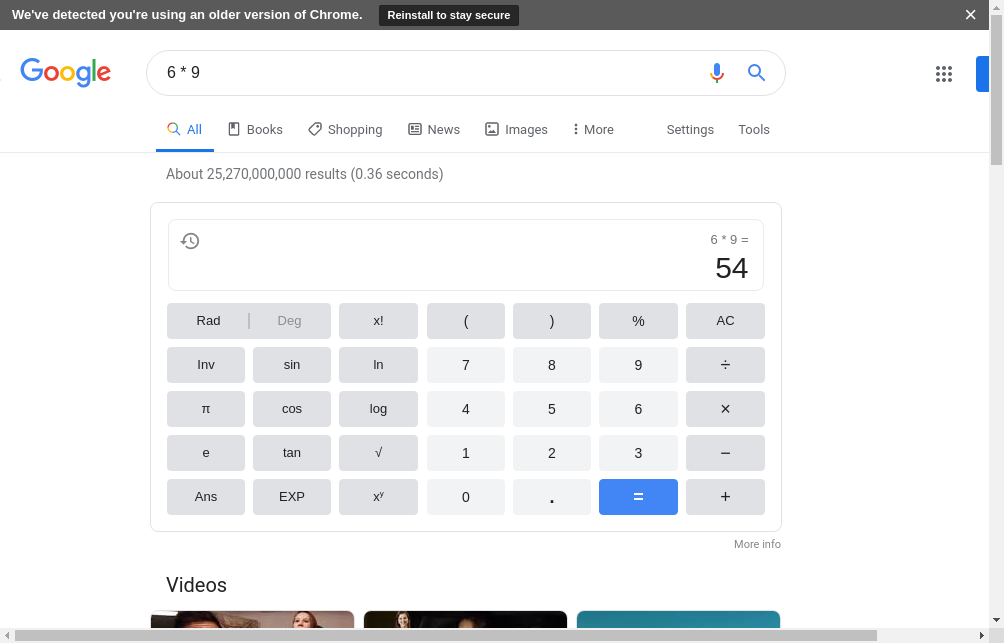 We've detected you're using an older version of Chrome. Reinstall to stay secure
Google
6 * 9
All Books Shopping News Images More Settings Tools
About 25,270,000,000 results (0.36 seconds)
6 * 9 =
54
Rad Deg x! ( ) % AC
Inv sin ln 7 8 9 ÷
π cos log 4 5 6 ×
e tan √ 1 2 3 −
Ans EXP xʸ 0 . = +
More info
Videos